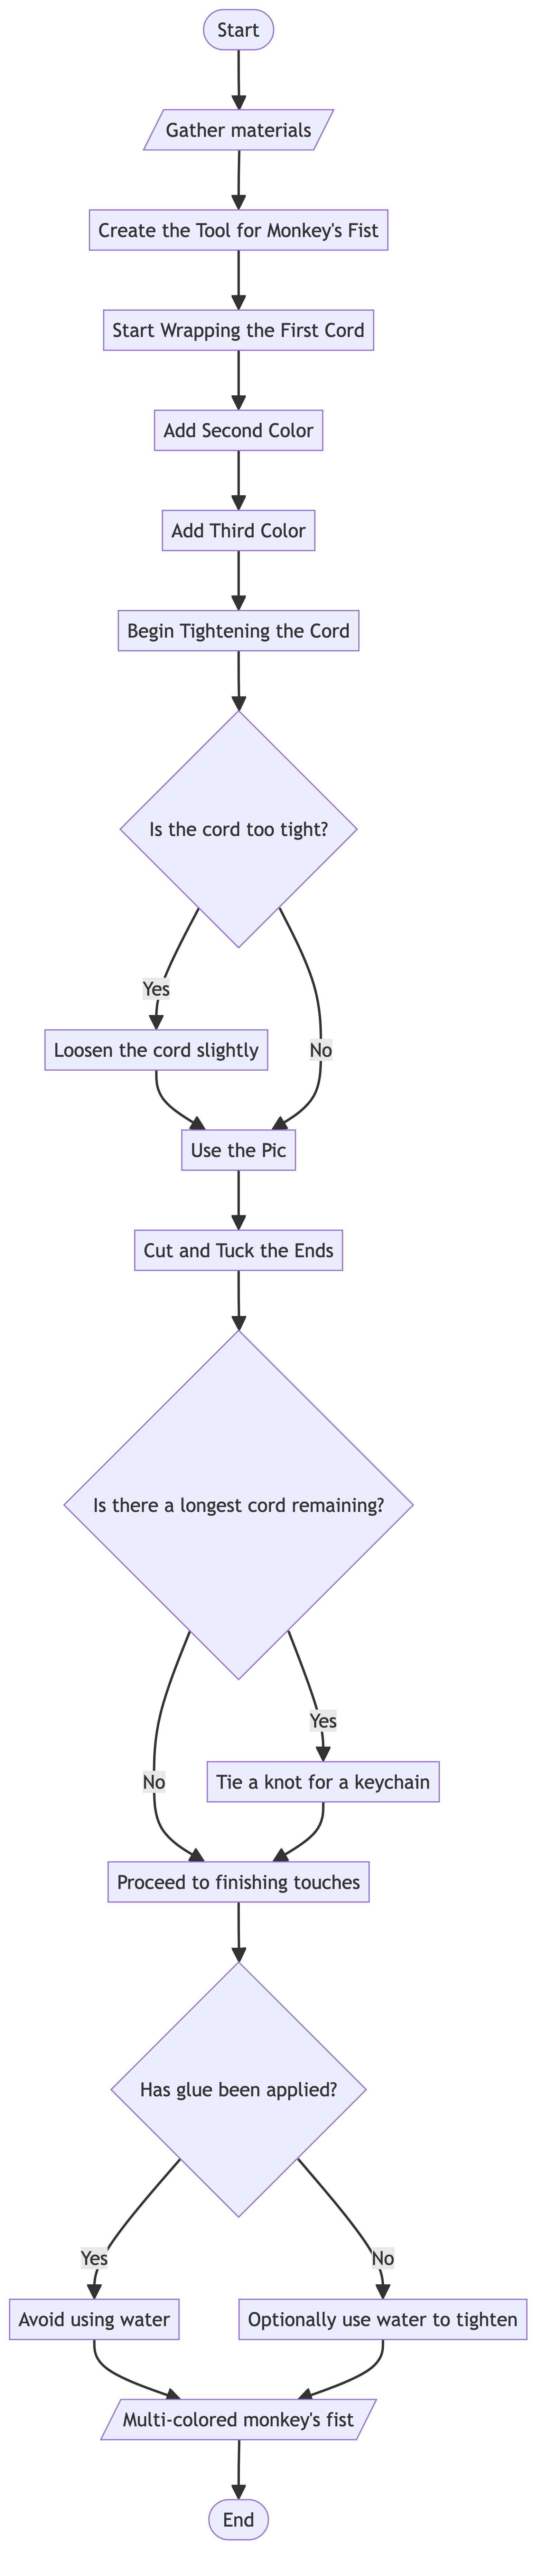 Start
Gather materials
Create the Tool for Monkey's Fist
Start Wrapping the First Cord
Add Second Color
Add Third Color
Begin Tightening the Cord
Is the cord too tight?
Yes
Loosen the cord slightly
No
Use the Pic
Cut and Tuck the Ends
Is there a longest cord remaining?
Yes
No
Tie a knot for a keychain
Proceed to finishing touches
Has glue been applied?
Yes
No
Avoid using water
Optionally use water to tighten
Multi-colored monkey's fist
End